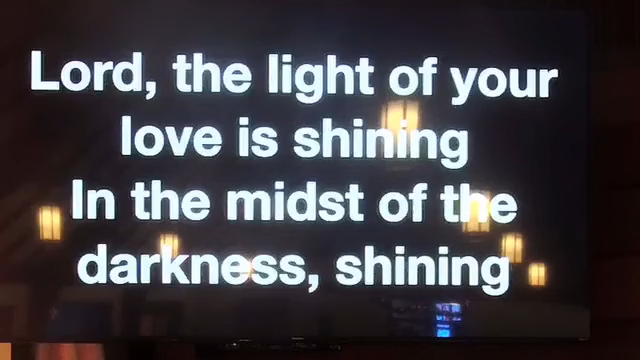 Lord, the light of your
love is shining
In the midst of the
darkness, shining